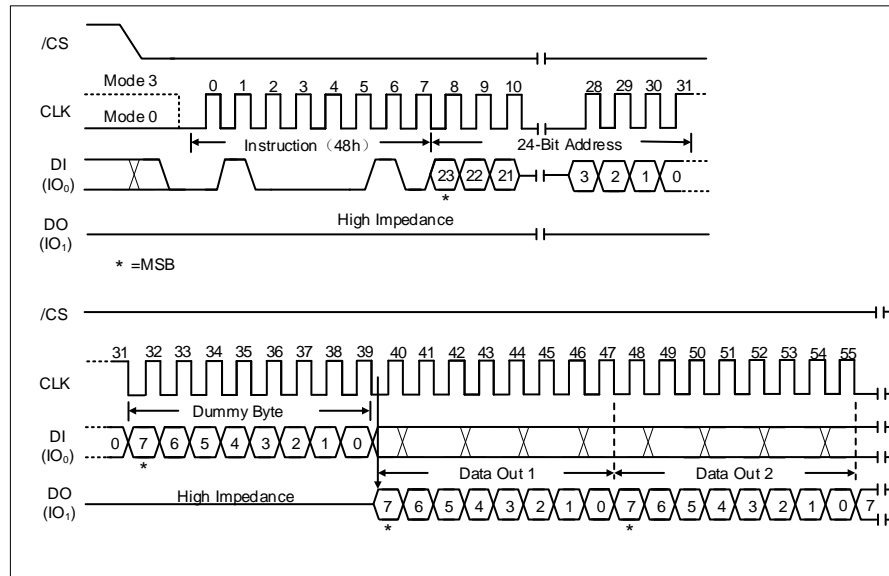 /CS
Mode 3
0 1 2 3 4 5 6 7 8 9 10 28 29 30 31
CLK
Mode 0
Instruction（48h） 24-Bit Address
DI
(IO0)
23 22 21 3 2 1 0
*
DO
(IO1)
High Impedance
* =MSB
/CS
31 32 33 34 35 36 37 38 39 40 41 42 43 44 45 46 47 48 49 50 51 52 53 54 55
CLK
Dummy Byte
DI
(IO0)
0 7 6 5 4 3 2 1 0
*
Data Out 1 Data Out 2
DO
(IO1)
High Impedance
7 6 5 4 3 2 1 0 7 6 5 4 3 2 1 0 7
* *